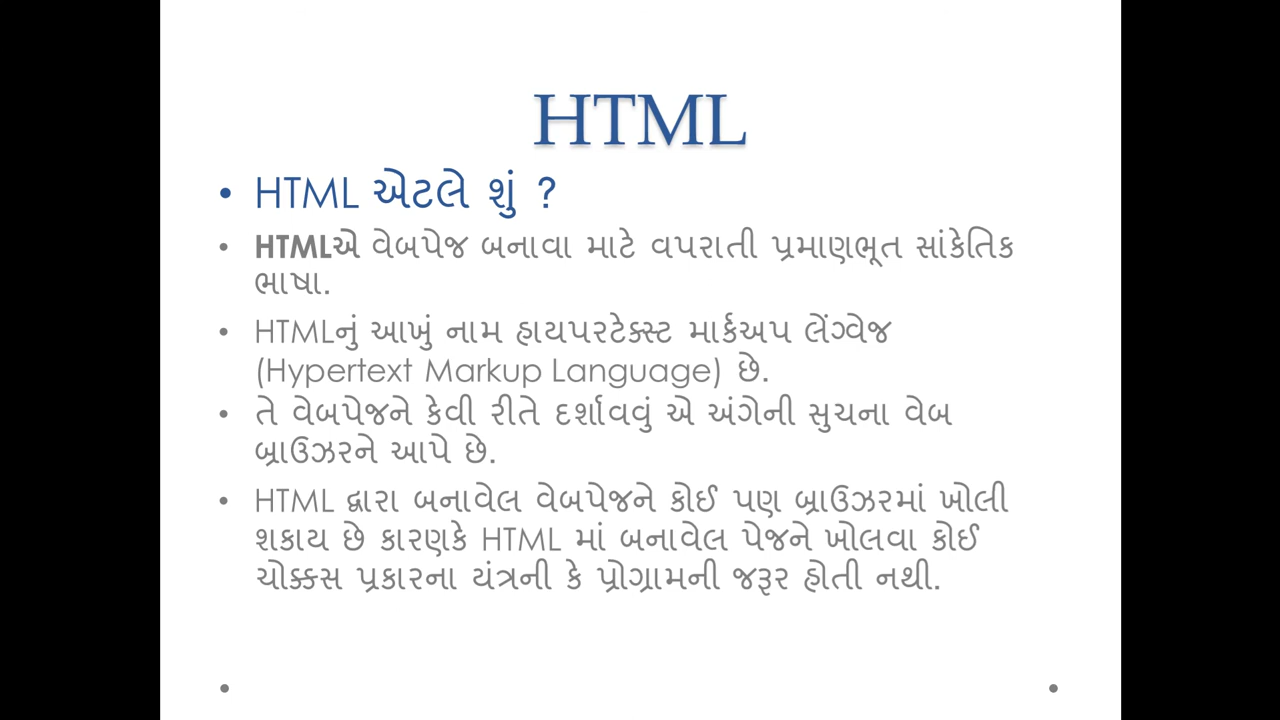 HTML
• HTML એટલે શું ?
• HTMLએ વેબપેજ બનાવા માટે વપરાતી પ્રમાણભૂત સાંકેતિક
ભાષા.
• HTMLનું આખું નામ હાયપરટેક્સ્ટ માર્કઅપ લેંગ્વેજ
(Hypertext Markup Language) છે.
• તે વેબપેજને કેવી રીતે દર્શાવવું એ અંગેની સુચના વેબ
બ્રાઉઝરને આપે છે.
• HTML દ્વારા બનાવેલ વેબપેજને કોઈ પણ બ્રાઉઝરમાં ખોલી
શકાય છે કારણકે HTML માં બનાવેલ પેજને ખોલવા કોઈ
ચોક્કસ પ્રકારના યંત્રની કે પ્રોગ્રામની જરૂર હોતી નથી.